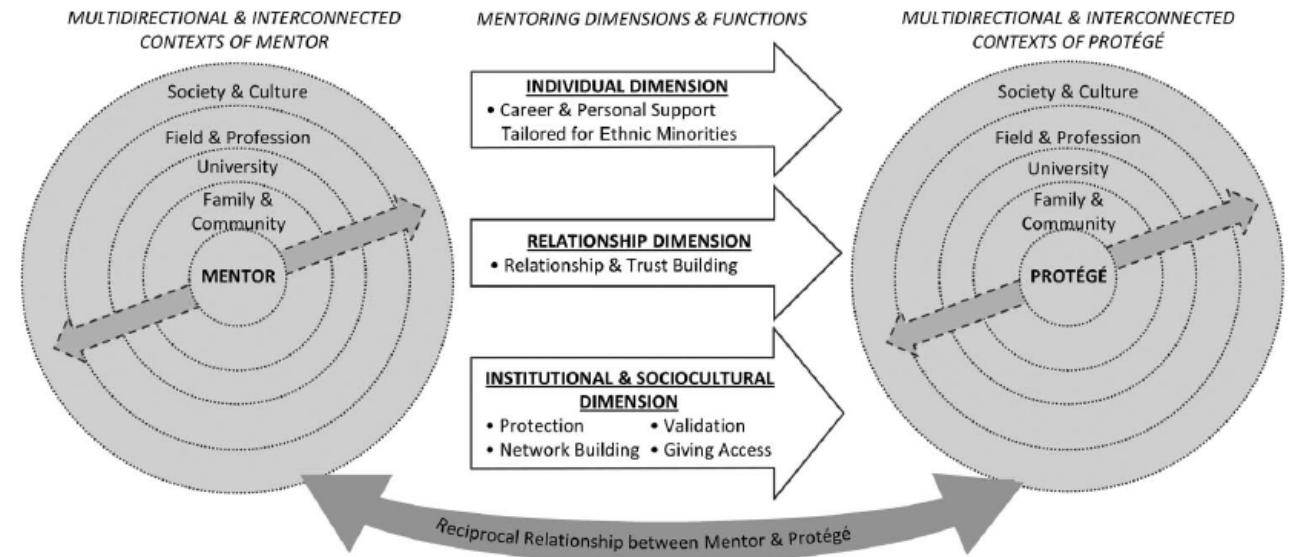 MULTIDIRECTIONAL & INTERCONNECTED
CONTEXTS OF MENTOR
Society & Culture
Field & Profession
University
Family &
Community
MENTOR
MENTORING DIMENSIONS & FUNCTIONS
INDIVIDUAL DIMENSION
• Career & Personal Support
Tailored for Ethnic Minorities
RELATIONSHIP DIMENSION
• Relationship & Trust Building
INSTITUTIONAL & SOCIOCULTURAL
DIMENSION
• Protection • Validation
• Network Building • Giving Access
MULTIDIRECTIONAL & INTERCONNECTED
CONTEXTS OF PROTÉGÉ
Society & Culture
Field & Profession
University
Family &
Community
PROTÉGÉ
Reciprocal Relationship between Mentor & Protégé